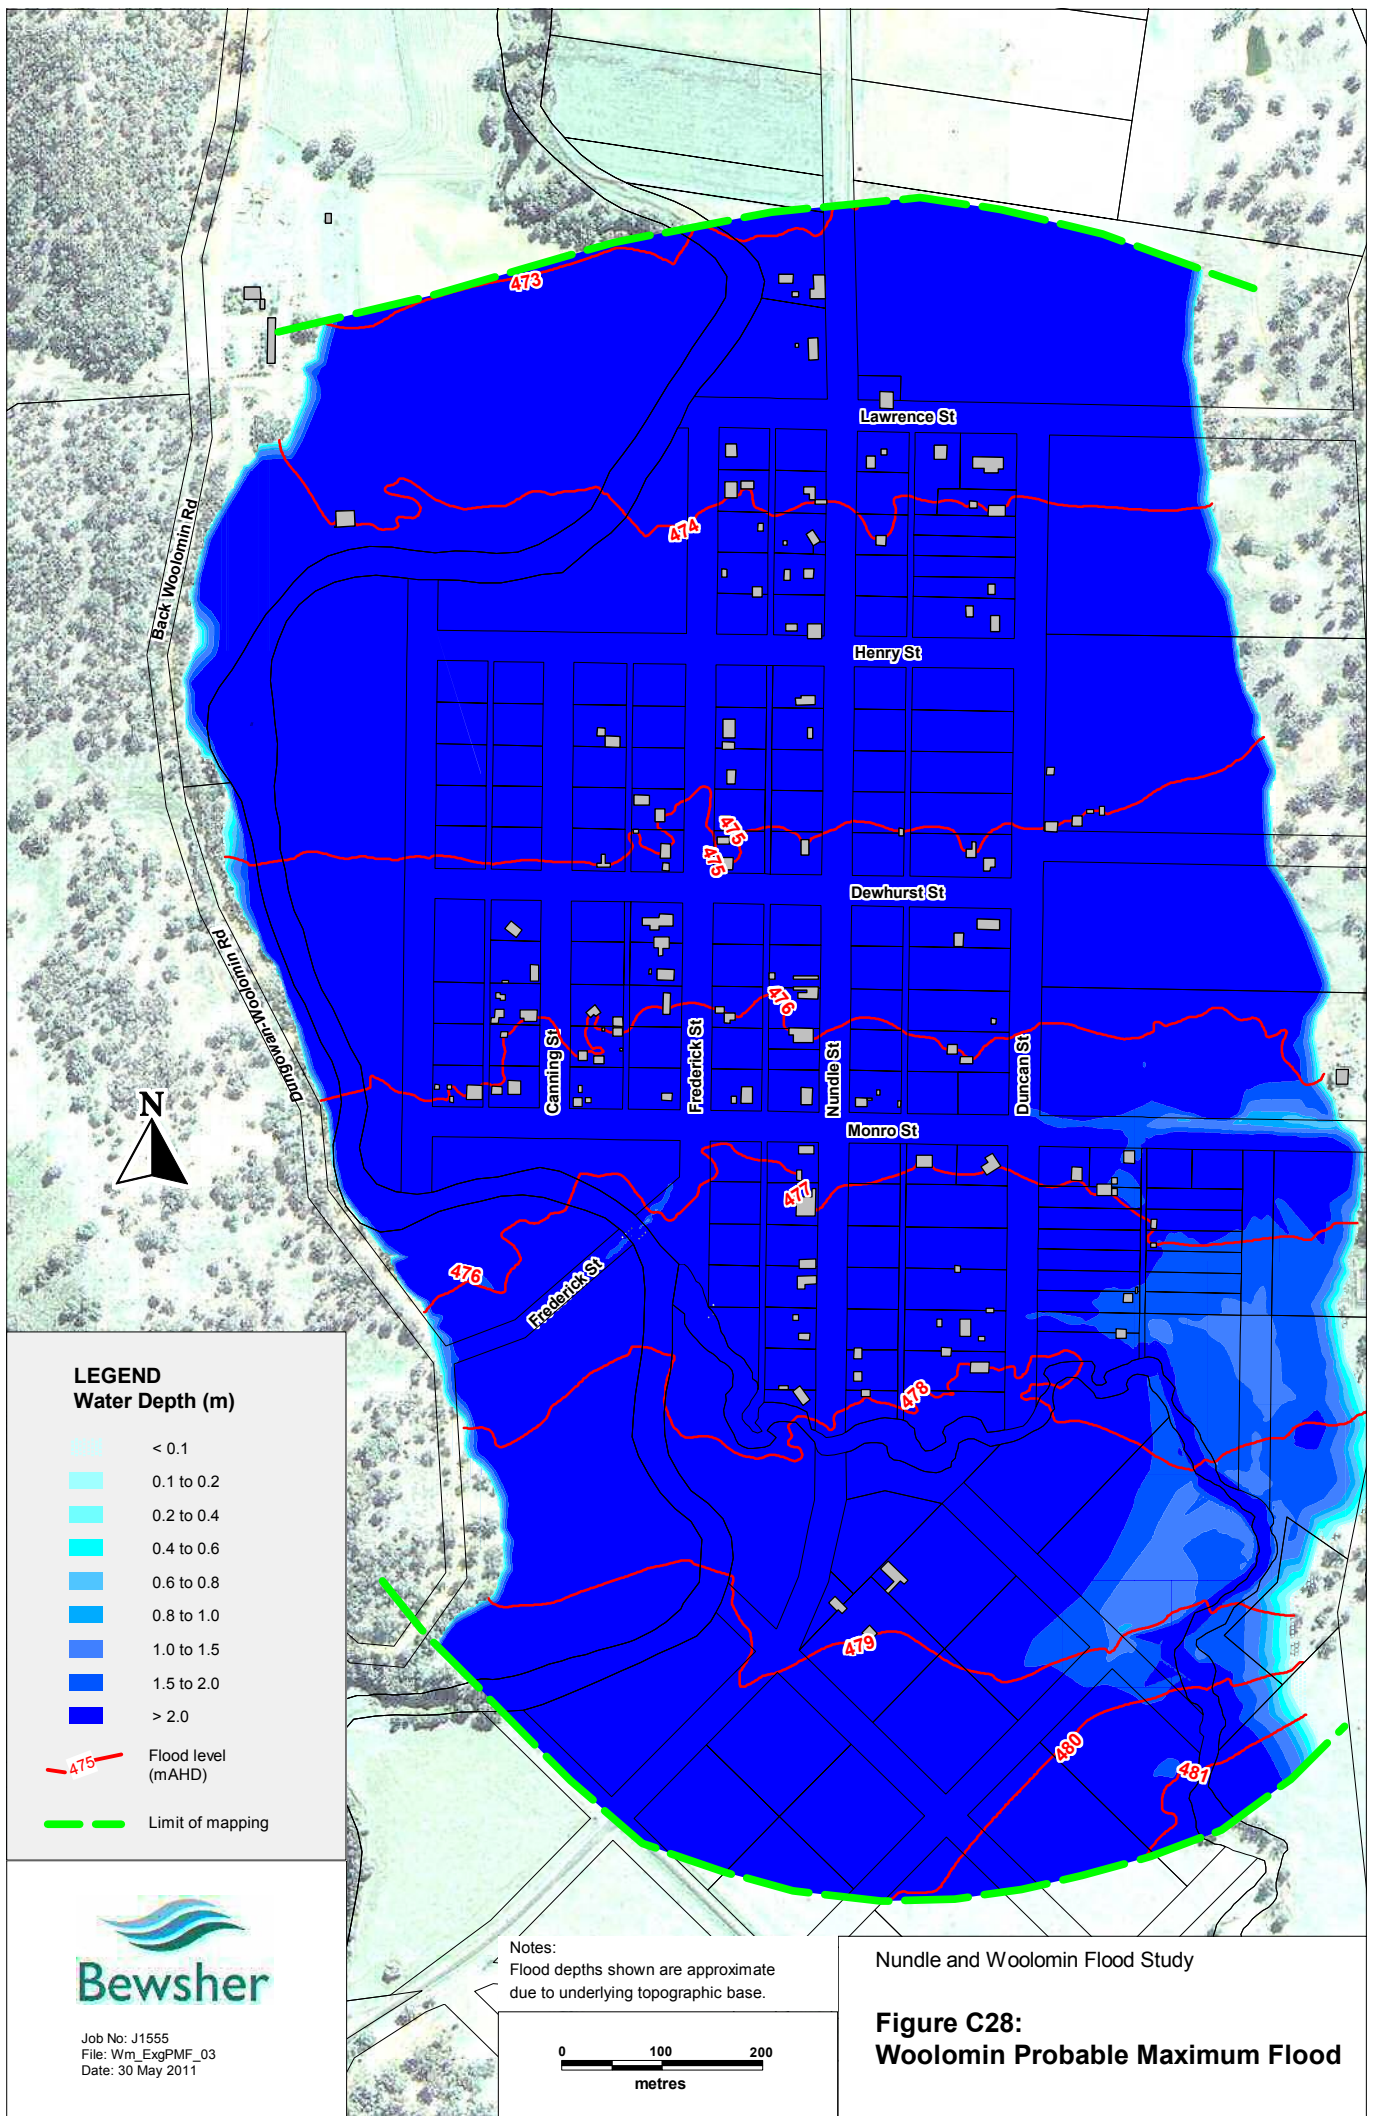 473
Lawrence St
Back Woolomin Rd
474
Henry St
475
475
Dewhurst St
Dungowan-Woolomin Rd
476
Canning St
Frederick St
Nundle St
Duncan St
N
Monro St
477
476
Frederick St
478
479
480
481
LEGEND
Water Depth (m)
< 0.1
0.1 to 0.2
0.2 to 0.4
0.4 to 0.6
0.6 to 0.8
0.8 to 1.0
1.0 to 1.5
1.5 to 2.0
> 2.0
475 Flood level
(mAHD)
Limit of mapping
Bewsher
Job No: J1555
File: Wm_ExgPMF_03
Date: 30 May 2011
Notes:
Flood depths shown are approximate
due to underlying topographic base.
0 100 200
metres
Nundle and Woolomin Flood Study
Figure C28:
Woolomin Probable Maximum Flood